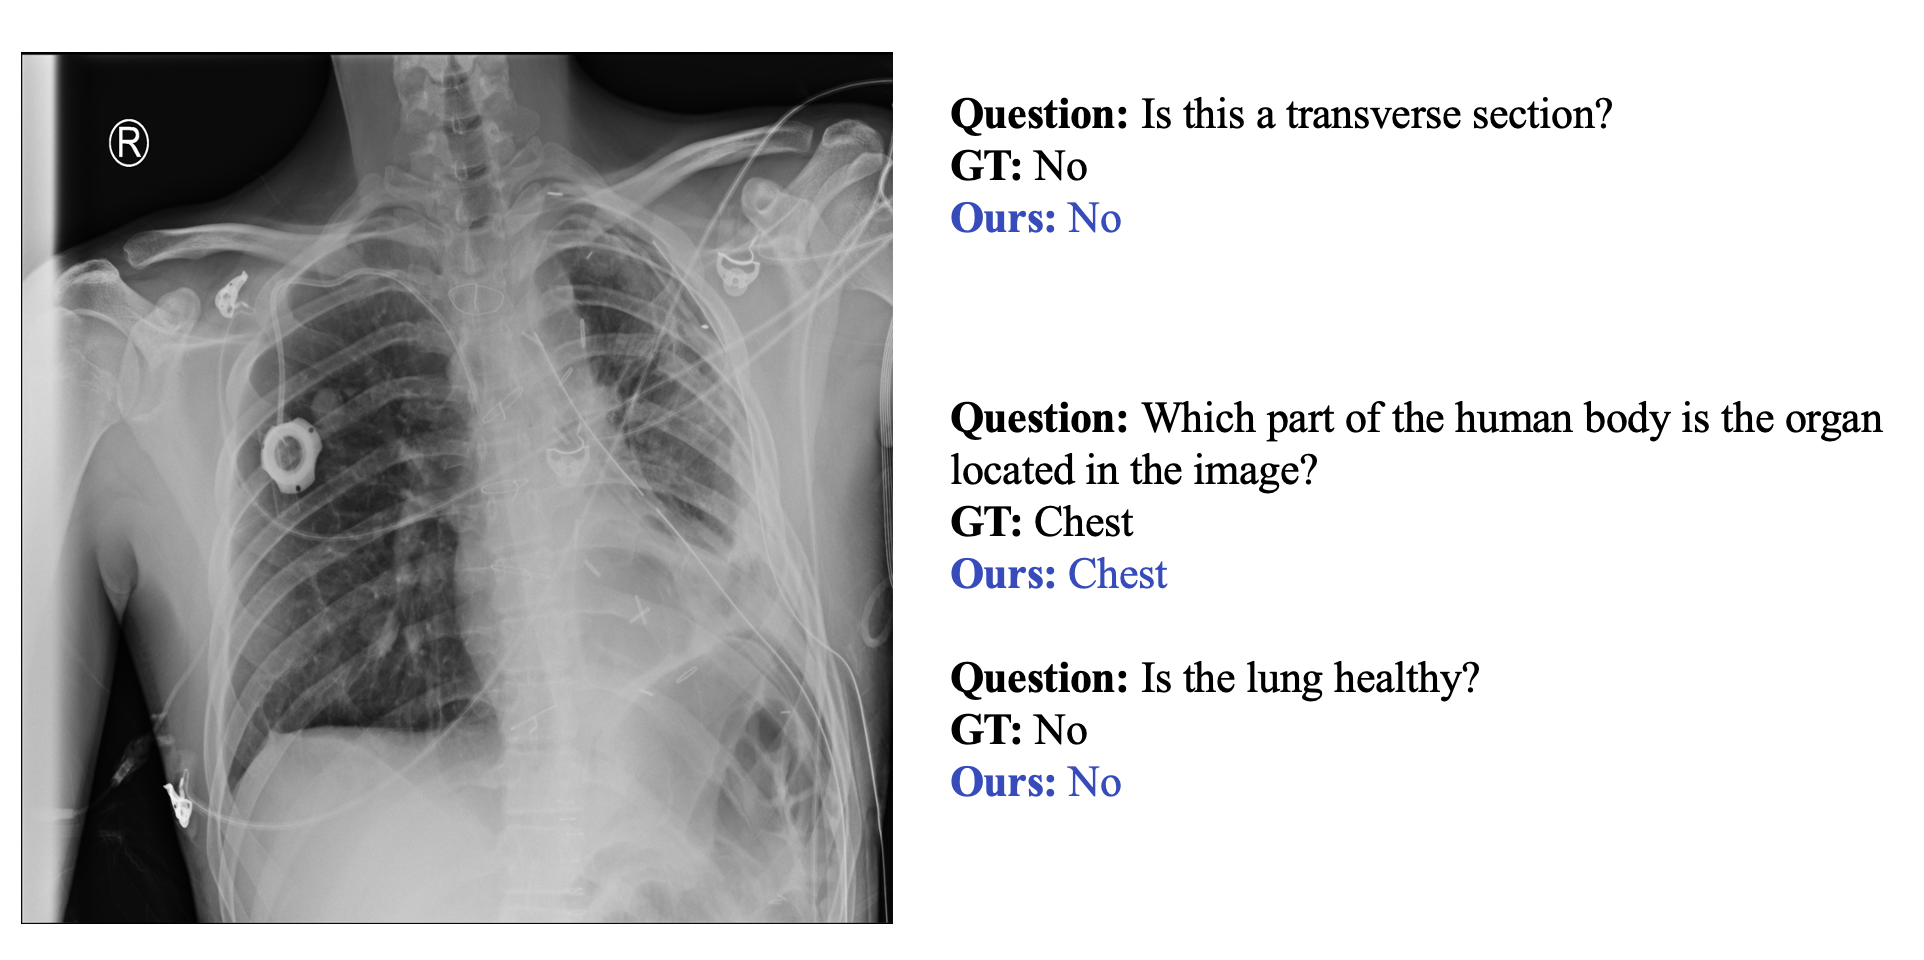 R
Question: Is this a transverse section?
GT: No
Ours: No
Question: Which part of the human body is the organ
located in the image?
GT: Chest
Ours: Chest
Question: Is the lung healthy?
GT: No
Ours: No